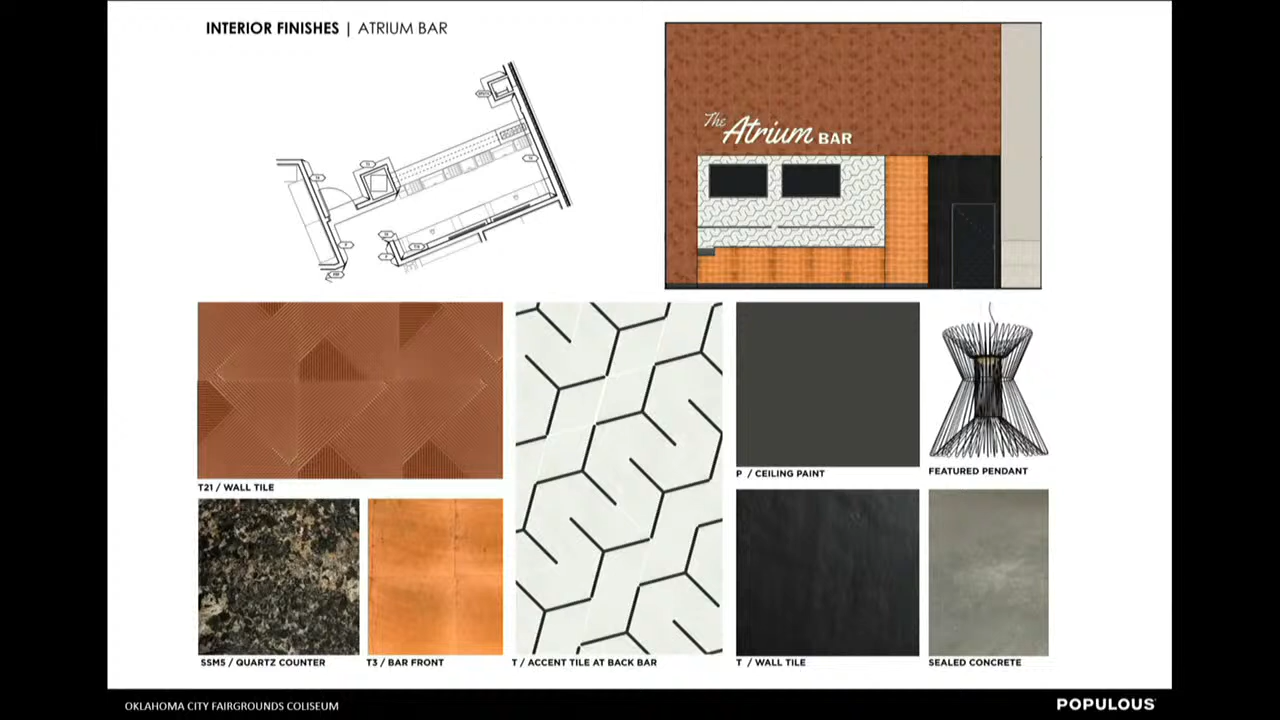 INTERIOR FINISHES | ATRIUM BAR
The Atrium BAR
T21 / WALL TILE
P / CEILING PAINT
FEATURED PENDANT
SSM5 / QUARTZ COUNTER
T3 / BAR FRONT
T / ACCENT TILE AT BACK BAR
T / WALL TILE
SEALED CONCRETE
OKLAHOMA CITY FAIRGROUNDS COLISEUM
POPULOUS